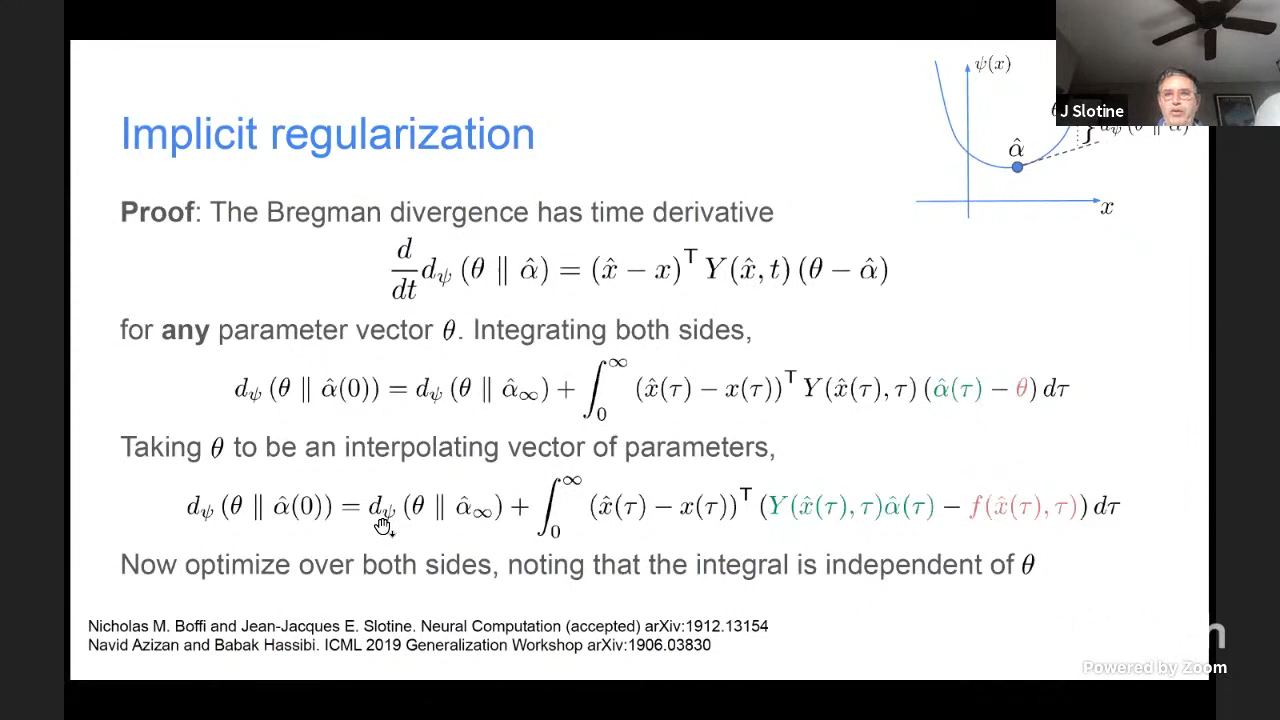 ψ(x)
J Slotine
Implicit regularization
α̂
x
Proof: The Bregman divergence has time derivative
d/dt d_ψ (θ ∥ α̂) = (x̂ − x)^T Y(x̂, t) (θ − α̂)
for any parameter vector θ. Integrating both sides,
d_ψ (θ ∥ α̂(0)) = d_ψ (θ ∥ α̂_∞) + ∫_0^∞ (x̂(τ) − x(τ))^T Y(x̂(τ), τ) (α̂(τ) − θ) dτ
Taking θ to be an interpolating vector of parameters,
d_ψ (θ ∥ α̂(0)) = d_ψ (θ ∥ α̂_∞) + ∫_0^∞ (x̂(τ) − x(τ))^T (Y(x̂(τ), τ)α̂(τ) − f(x̂(τ), τ)) dτ
Now optimize over both sides, noting that the integral is independent of θ
Nicholas M. Boffi and Jean-Jacques E. Slotine. Neural Computation (accepted) arXiv:1912.13154
Navid Azizan and Babak Hassibi. ICML 2019 Generalization Workshop arXiv:1906.03830
Powered by Zoom